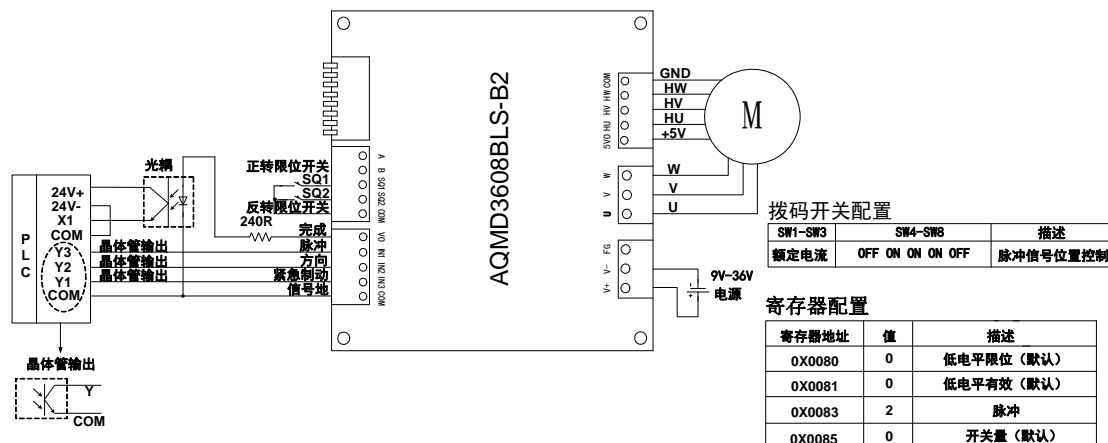 AQMD3608BLS-B2
光耦
正转限位开关
SQ1
SQ2
反转限位开关
240R
完成
脉冲
方向
紧急制动
信号地
晶体管输出
晶体管输出
晶体管输出
PLC
24V+
24V-
X1
COM
Y3
Y2
Y1
COM
晶体管输出
Y
COM
A
B
SQ1
SQ2
COM
VO
IN1
IN2
IN3
COM
COM
HW
HV
HU
5VO
W
V
U
FG
V-
V+
GND
HW
HV
HU
+5V
M
W
V
U
9V-36V
电源
拨码开关配置
SW1-SW3 SW4-SW8 描述
额定电流 OFF ON ON ON OFF 脉冲信号位置控制
寄存器配置
寄存器地址 值 描述
0X0080 0 低电平限位（默认）
0X0081 0 低电平有效（默认）
0X0083 2 脉冲
0X0085 0 开关量（默认）